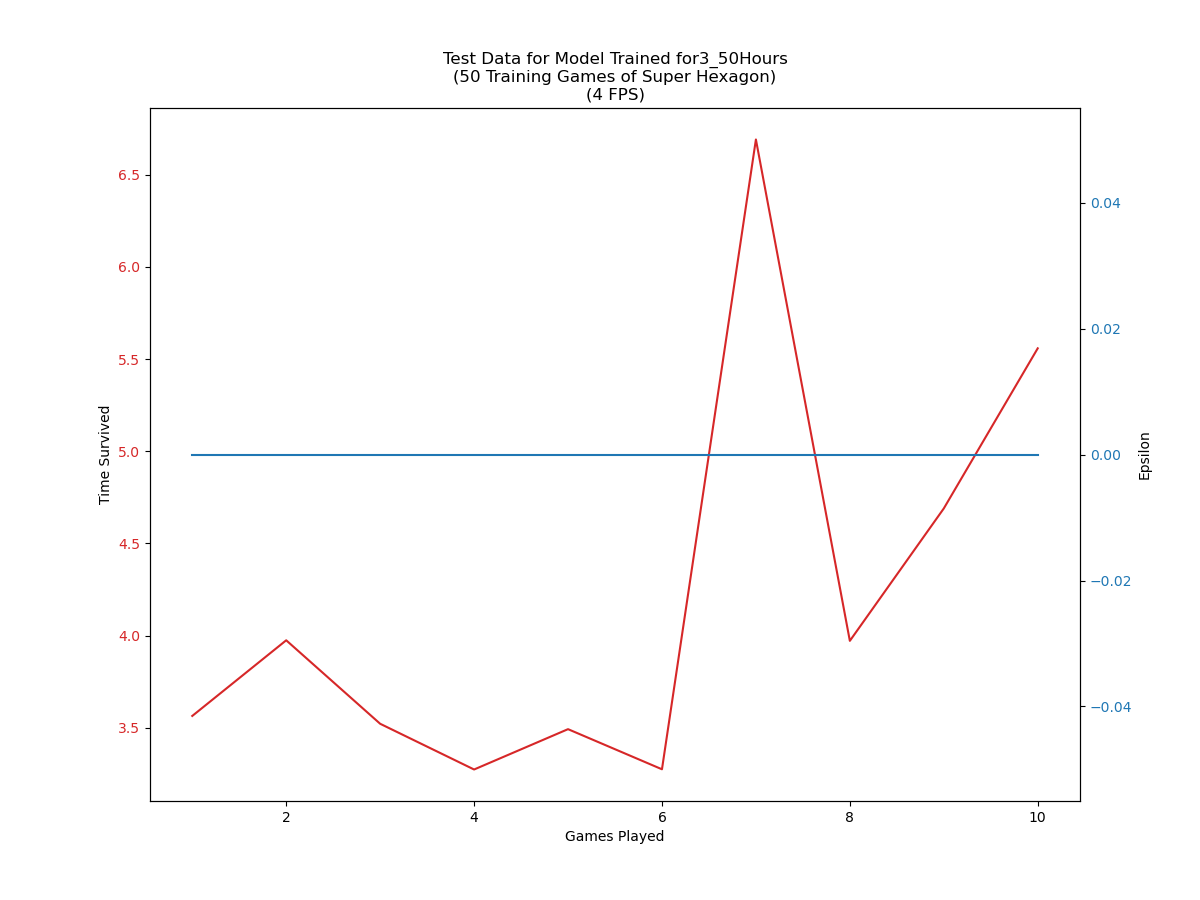 Test Data for Model Trained for3_50Hours
(50 Training Games of Super Hexagon)
(4 FPS)
6.5
6.0
5.5
5.0
4.5
4.0
3.5
Time Survived
0.04
0.02
0.00
−0.02
−0.04
Epsilon
2 4 6 8 10
Games Played